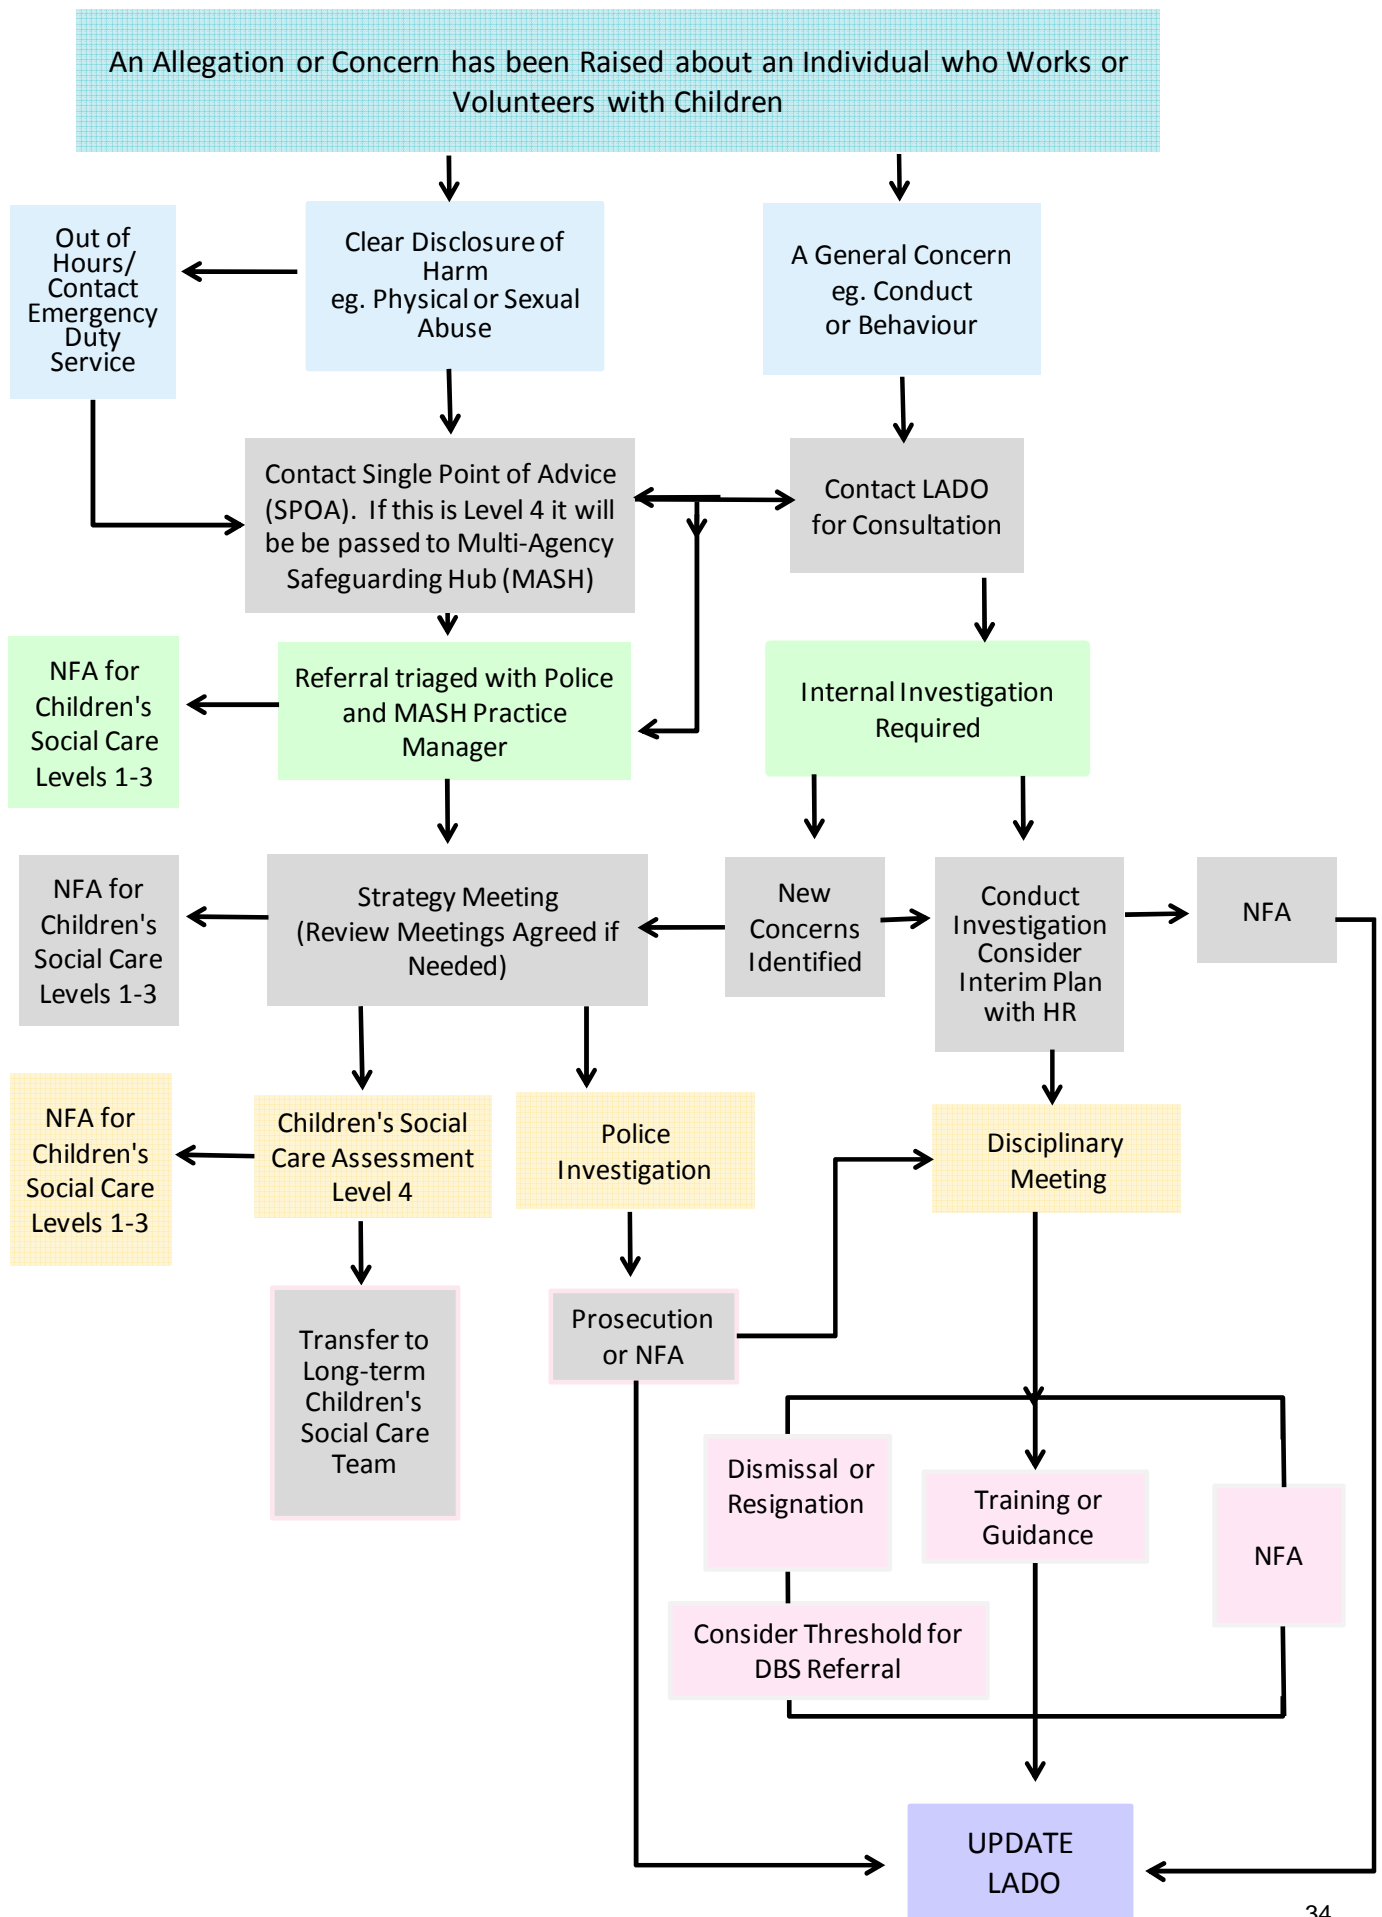 An Allegation or Concern has been Raised about an Individual who Works or
Volunteers with Children
Out of
Hours/
Contact
Emergency
Duty
Service
Clear Disclosure of
Harm
eg. Physical or Sexual
Abuse
A General Concern
eg. Conduct
or Behaviour
Contact Single Point of Advice
(SPOA). If this is Level 4 it will
be be passed to Multi-Agency
Safeguarding Hub (MASH)
Contact LADO
for Consultation
NFA for
Children's
Social Care
Levels 1-3
Referral triaged with Police
and MASH Practice
Manager
Internal Investigation
Required
NFA for
Children's
Social Care
Levels 1-3
Strategy Meeting
(Review Meetings Agreed if
Needed)
New
Concerns
Identified
Conduct
Investigation
Consider
Interim Plan
with HR
NFA
NFA for
Children's
Social Care
Levels 1-3
Children's Social
Care Assessment
Level 4
Police
Investigation
Disciplinary
Meeting
Transfer to
Long-term
Children's
Social Care
Team
Prosecution
or NFA
Dismissal or
Resignation
Training or
Guidance
NFA
Consider Threshold for
DBS Referral
UPDATE
LADO
34